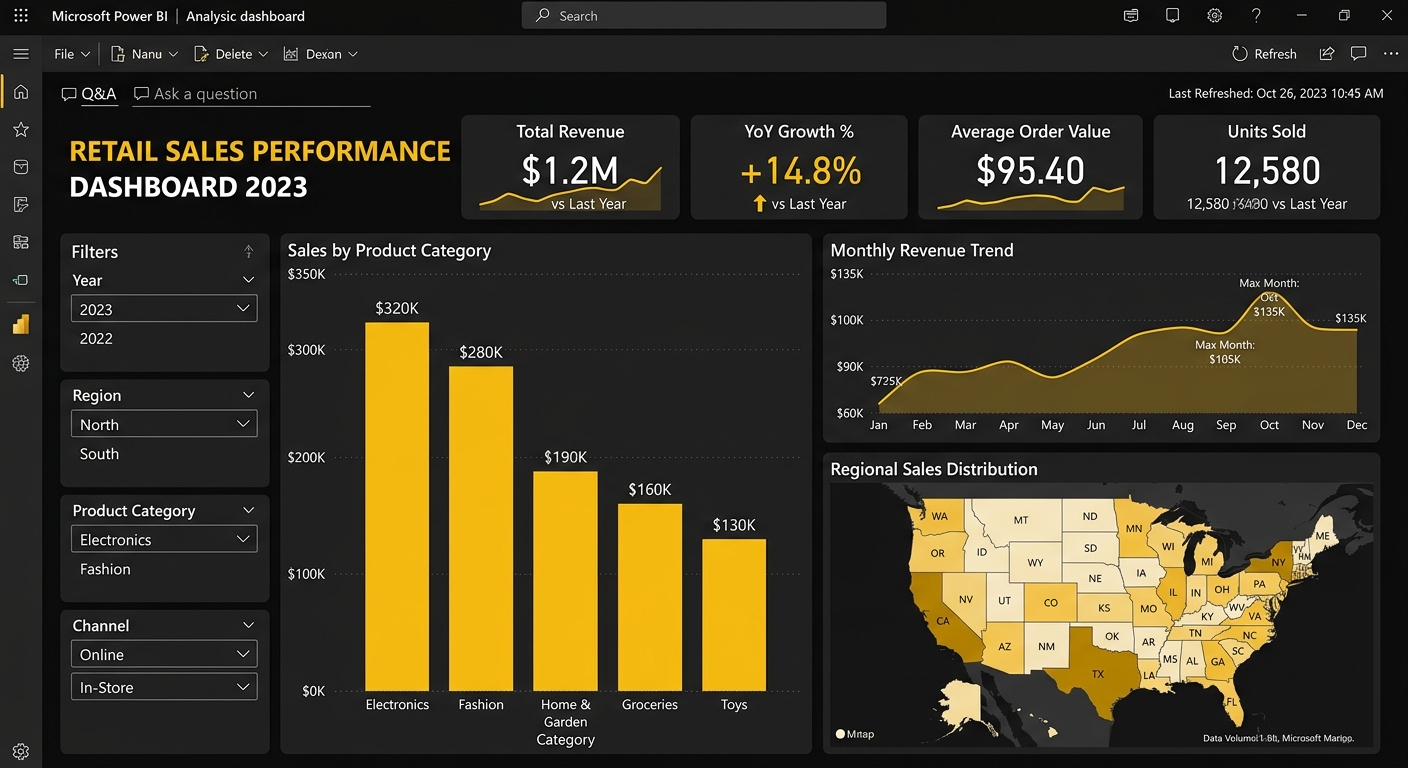 Microsoft Power BI | Analysic dashboard
Search
File
Nanu
Delete
Dexan
Refresh
Q&A
Ask a question
Last Refreshed: Oct 26, 2023 10:45 AM
RETAIL SALES PERFORMANCE
DASHBOARD 2023
Total Revenue
$1.2M
vs Last Year
YoY Growth %
+14.8%
vs Last Year
Average Order Value
$95.40
Units Sold
12,580
12,580 vs Last Year
Filters
Year
2023
2022
Region
North
South
Product Category
Electronics
Fashion
Channel
Online
In-Store
Sales by Product Category
$350K
$300K
$200K
$100K
$0K
$320K
$280K
$190K
$160K
$130K
Electronics
Fashion
Home &
Garden
Category
Groceries
Toys
Monthly Revenue Trend
$135K
$100K
$90K
$60K
$725K
Max Month:
Oct
$135K
Max Month:
$105K
$135K
Jan Feb Mar Apr May Jun Jul Aug Sep Oct Nov Dec
Regional Sales Distribution
WA
MT
ND
MN
ME
OR
ID
SD
WI
WY
MI
NY
IA
NE
PA
NV
UT
CO
KS
MO
IL
IN
OH
WV
VA
KY
CA
AZ
NM
OK
AR
TN
NC
SC
MS
AL
GA
TX
LA
FL
Data Microsoft